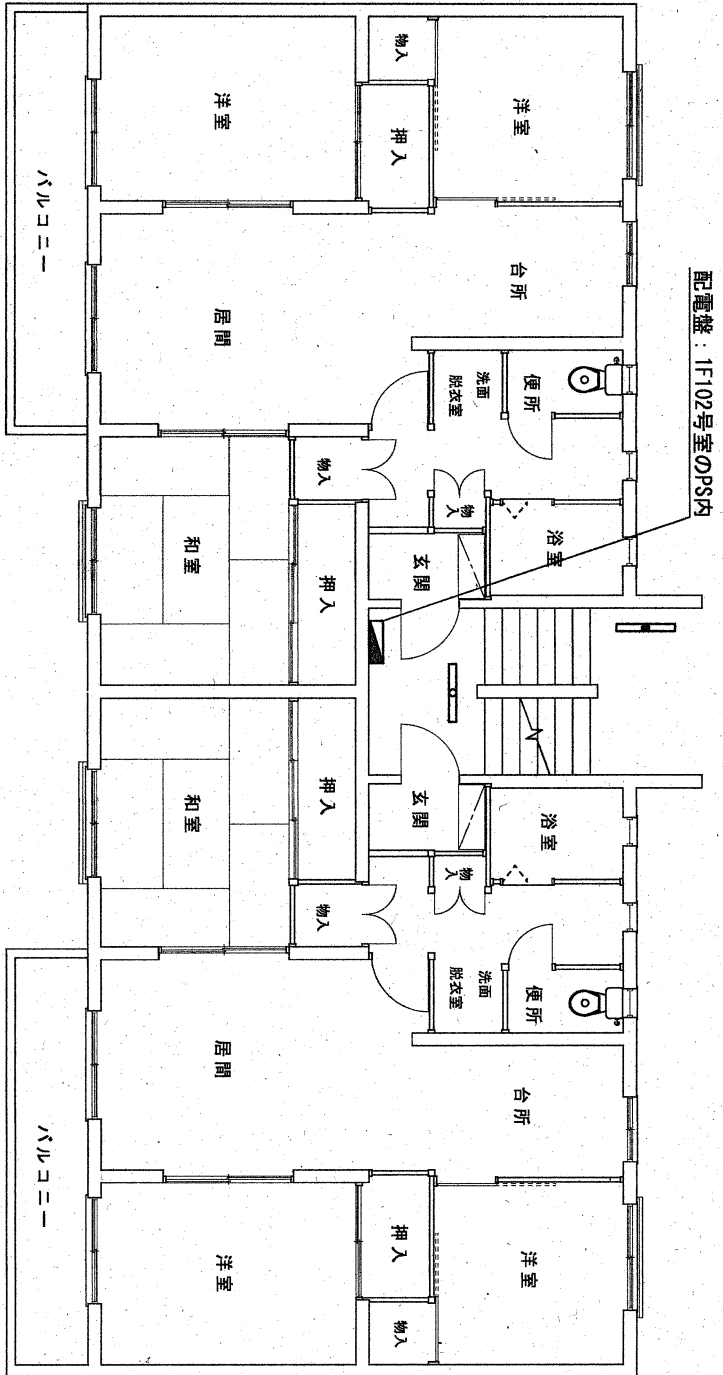 配電盤：1F102号室のPS内
洋室
台所
便所
浴室
浴室
便所
台所
洋室
洗面
脱衣室
物入
物入
洗面
脱衣室
物入
押入
玄関
玄関
押入
物入
物入
押入
押入
物入
洋室
居間
和室
和室
居間
洋室
バルコニー
バルコニー